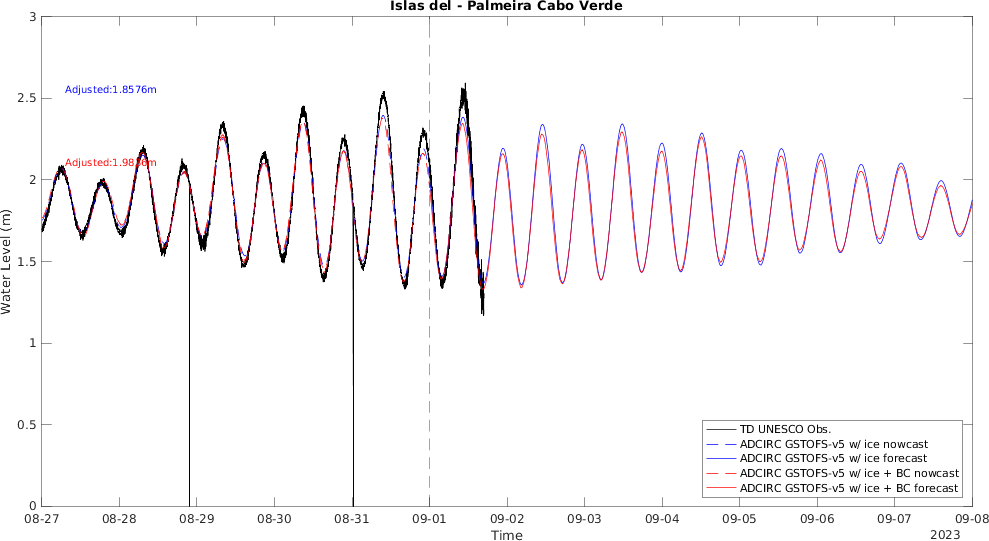 Islas del - Palmeira Cabo Verde
3
2.5
2
1.5
1
0.5
0
Water Level (m)
Adjusted:1.8576m
08-27
08-28
08-29
08-30
08-31
09-01
09-02
09-03
09-04
09-05
09-06
09-07
09-08
Time
2023
TD UNESCO Obs.
ADCIRC GSTOFS-v5 w/ ice nowcast
ADCIRC GSTOFS-v5 w/ ice forecast
ADCIRC GSTOFS-v5 w/ ice + BC nowcast
ADCIRC GSTOFS-v5 w/ ice + BC forecast